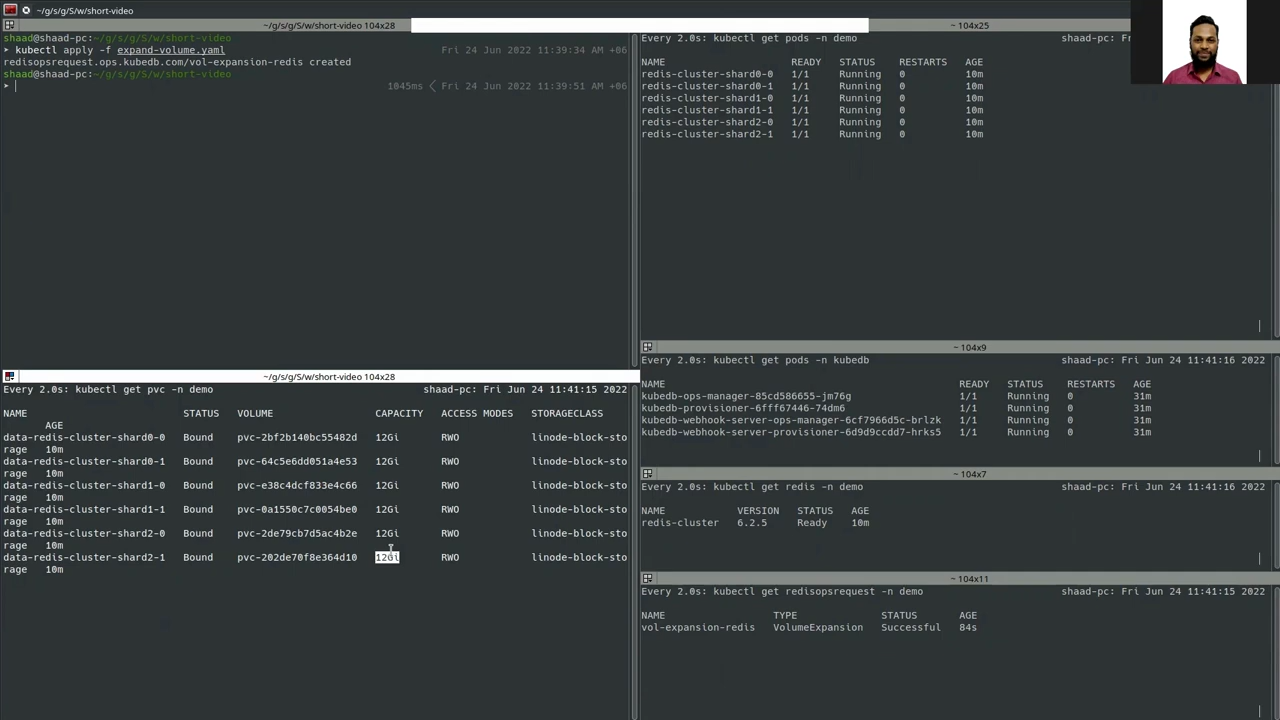 ~/g/s/g/S/w/short-video
~/g/s/g/S/w/short-video 104x28
shaad@shaad-pc:~/g/s/g/S/w/short-video
➤ kubectl apply -f expand-volume.yaml Fri 24 Jun 2022 11:39:34 AM +06
redisopsrequest.ops.kubedb.com/vol-expansion-redis created
shaad@shaad-pc:~/g/s/g/S/w/short-video
➤ 1045ms < Fri 24 Jun 2022 11:39:51 AM +06
~/g/s/g/S/w/short-video 104x28
Every 2.0s: kubectl get pvc -n demo shaad-pc: Fri Jun 24 11:41:15 2022
NAME STATUS VOLUME CAPACITY ACCESS MODES STORAGECLASS
AGE
data-redis-cluster-shard0-0 Bound pvc-2bf2b140bc55482d 12Gi RWO linode-block-sto
rage 10m
data-redis-cluster-shard0-1 Bound pvc-64c5e6dd051a4e53 12Gi RWO linode-block-sto
rage 10m
data-redis-cluster-shard1-0 Bound pvc-e38c4dcf833e4c66 12Gi RWO linode-block-sto
rage 10m
data-redis-cluster-shard1-1 Bound pvc-0a1550c7c0054be0 12Gi RWO linode-block-sto
rage 10m
data-redis-cluster-shard2-0 Bound pvc-2de79cb7d5ac4b2e 12Gi RWO linode-block-sto
rage 10m
data-redis-cluster-shard2-1 Bound pvc-202de70f8e364d10 12Gi RWO linode-block-sto
rage 10m
~ 104x25
Every 2.0s: kubectl get pods -n demo shaad-pc: Fr
NAME READY STATUS RESTARTS AGE
redis-cluster-shard0-0 1/1 Running 0 10m
redis-cluster-shard0-1 1/1 Running 0 10m
redis-cluster-shard1-0 1/1 Running 0 10m
redis-cluster-shard1-1 1/1 Running 0 10m
redis-cluster-shard2-0 1/1 Running 0 10m
redis-cluster-shard2-1 1/1 Running 0 10m
~ 104x9
Every 2.0s: kubectl get pods -n kubedb shaad-pc: Fri Jun 24 11:41:16 2022
NAME READY STATUS RESTARTS AGE
kubedb-ops-manager-85cd586655-jm76g 1/1 Running 0 31m
kubedb-provisioner-6fff67446-74dm6 1/1 Running 0 31m
kubedb-webhook-server-ops-manager-6cf7966d5c-brlzk 1/1 Running 0 31m
kubedb-webhook-server-provisioner-6d9d9ccdd7-hrks5 1/1 Running 0 31m
~ 104x7
Every 2.0s: kubectl get redis -n demo shaad-pc: Fri Jun 24 11:41:16 2022
NAME VERSION STATUS AGE
redis-cluster 6.2.5 Ready 10m
~ 104x11
Every 2.0s: kubectl get redisopsrequest -n demo shaad-pc: Fri Jun 24 11:41:15 2022
NAME TYPE STATUS AGE
vol-expansion-redis VolumeExpansion Successful 84s